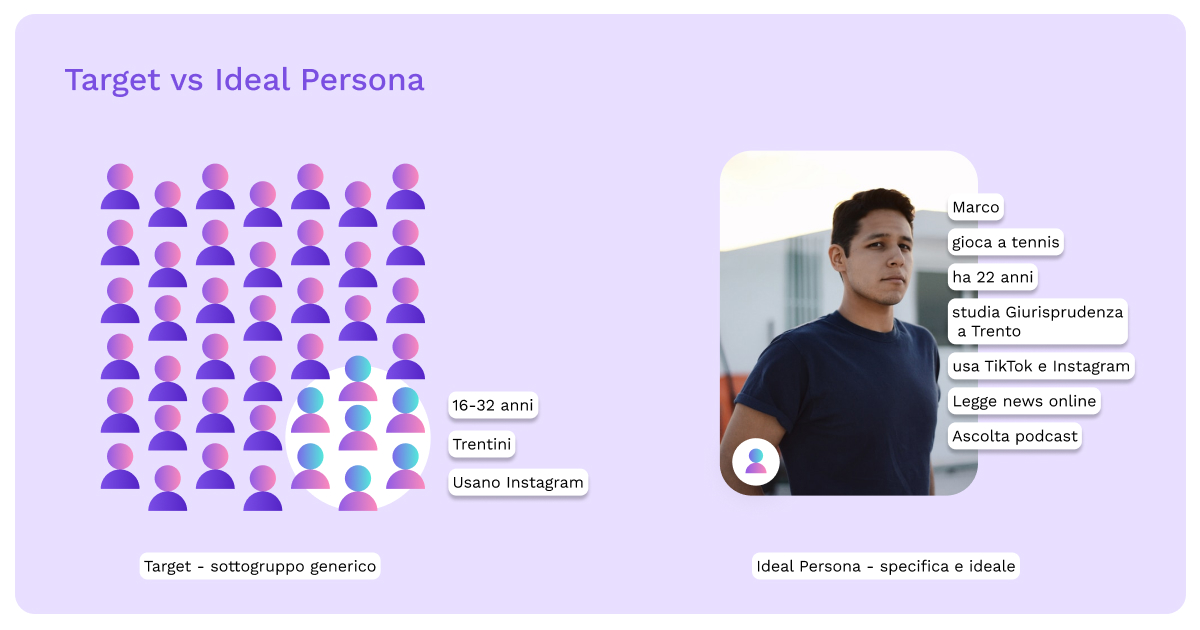 Target vs Ideal Persona
16-32 anni
Trentini
Usano Instagram
Target - sottogruppo generico
Marco
gioca a tennis
ha 22 anni
studia Giurisprudenza
a Trento
usa TikTok e Instagram
Legge news online
Ascolta podcast
Ideal Persona - specifica e ideale